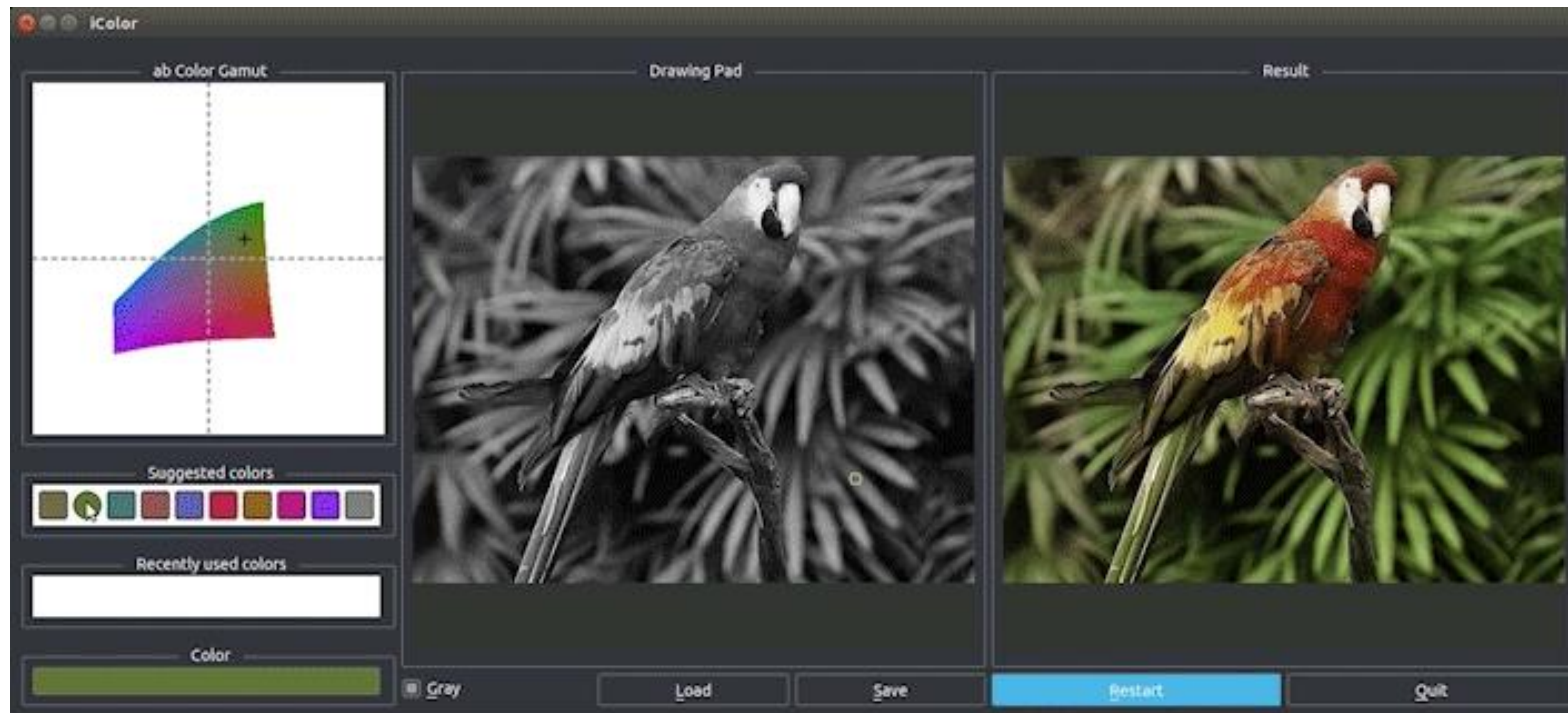 iColor
ab Color Gamut
Drawing Pad
Result
Suggested colors
Recently used colors
Color
Gray
Load
Save
Restart
Quit